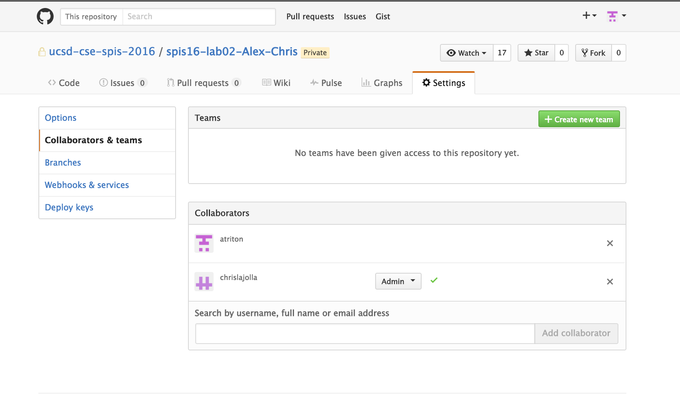 This repository Search Pull requests Issues Gist
ucsd-cse-spis-2016 / spis16-lab02-Alex-Chris Private Watch 17 Star 0 Fork 0
Code Issues 0 Pull requests 0 Wiki Pulse Graphs Settings
Options
Collaborators & teams
Branches
Webhooks & services
Deploy keys
Teams Create new team
No teams have been given access to this repository yet.
Collaborators
atriton
chrislajolla Admin
Search by username, full name or email address
Add collaborator